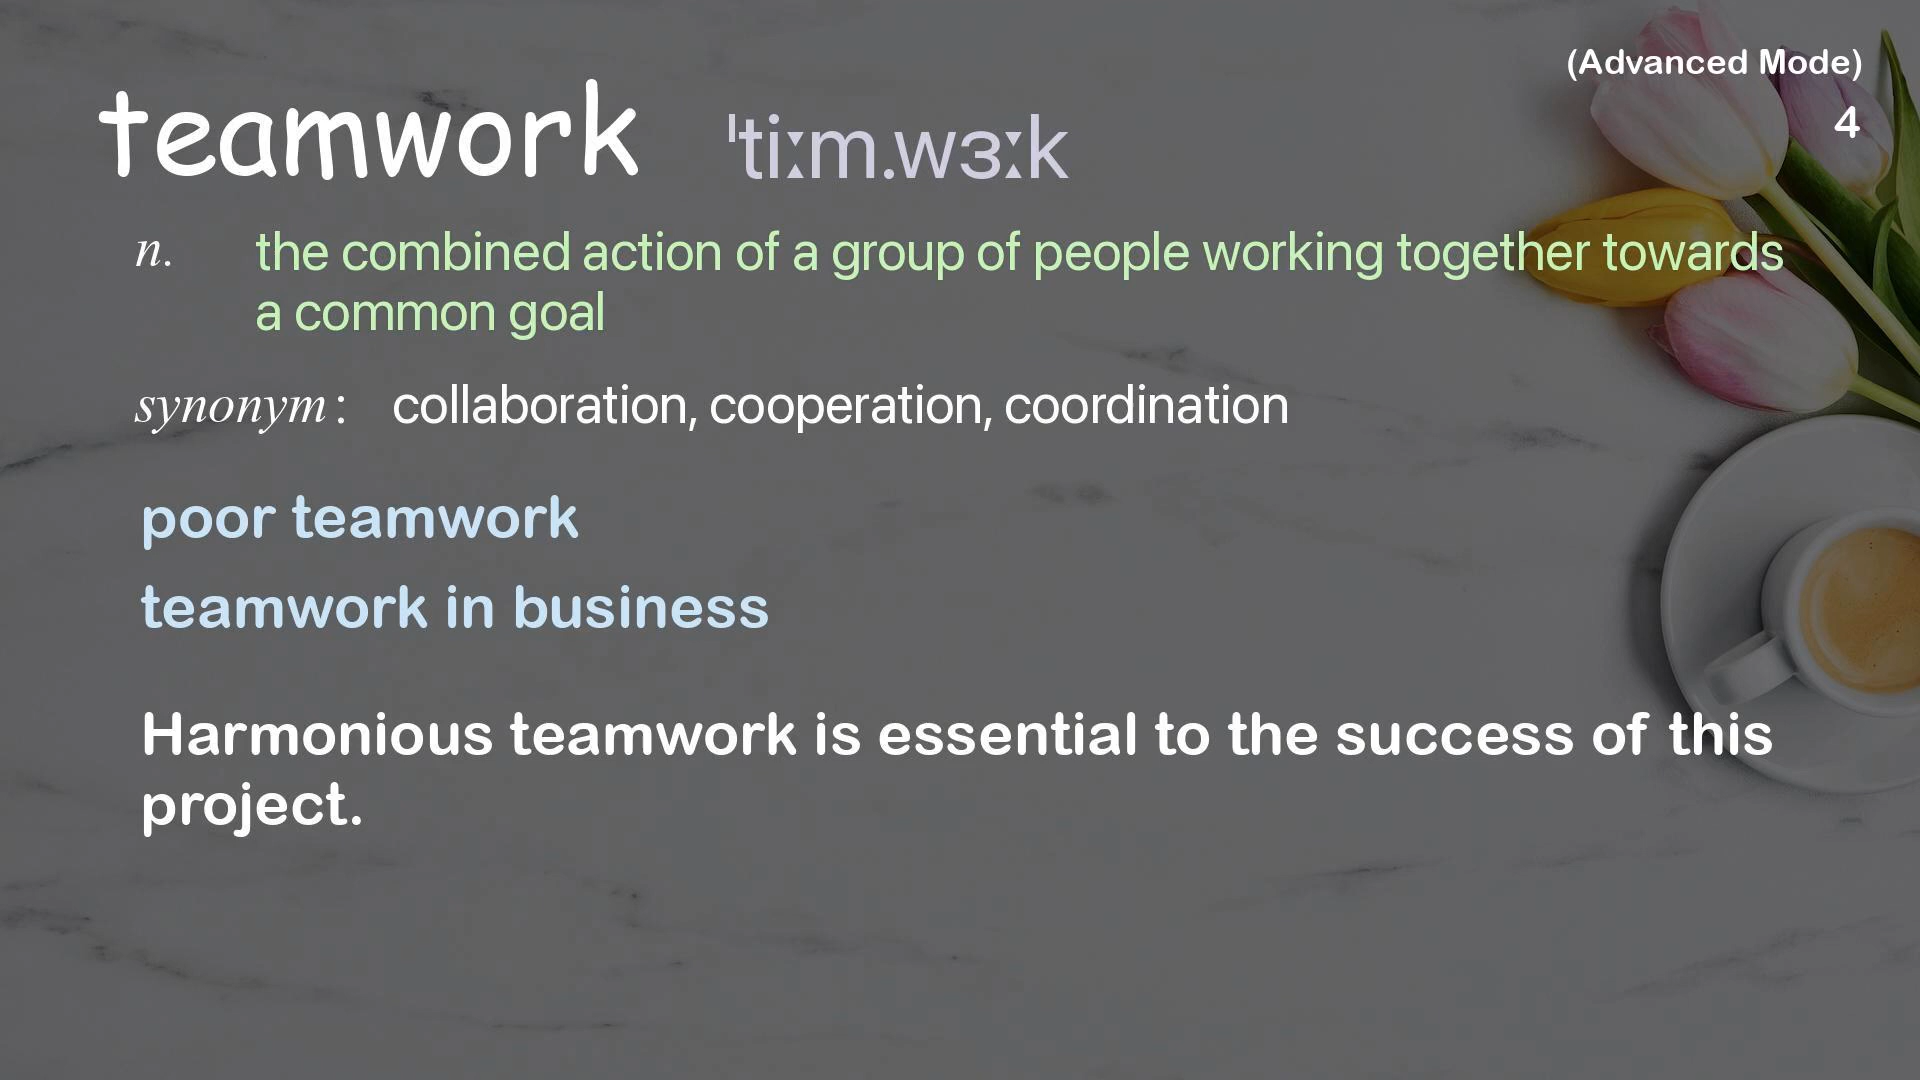 (Advanced Mode)
teamwork ˈtiːm.wɜːk
4
n. the combined action of a group of people working together towards
a common goal
synonym: collaboration, cooperation, coordination
poor teamwork
teamwork in business
Harmonious teamwork is essential to the success of this
project.